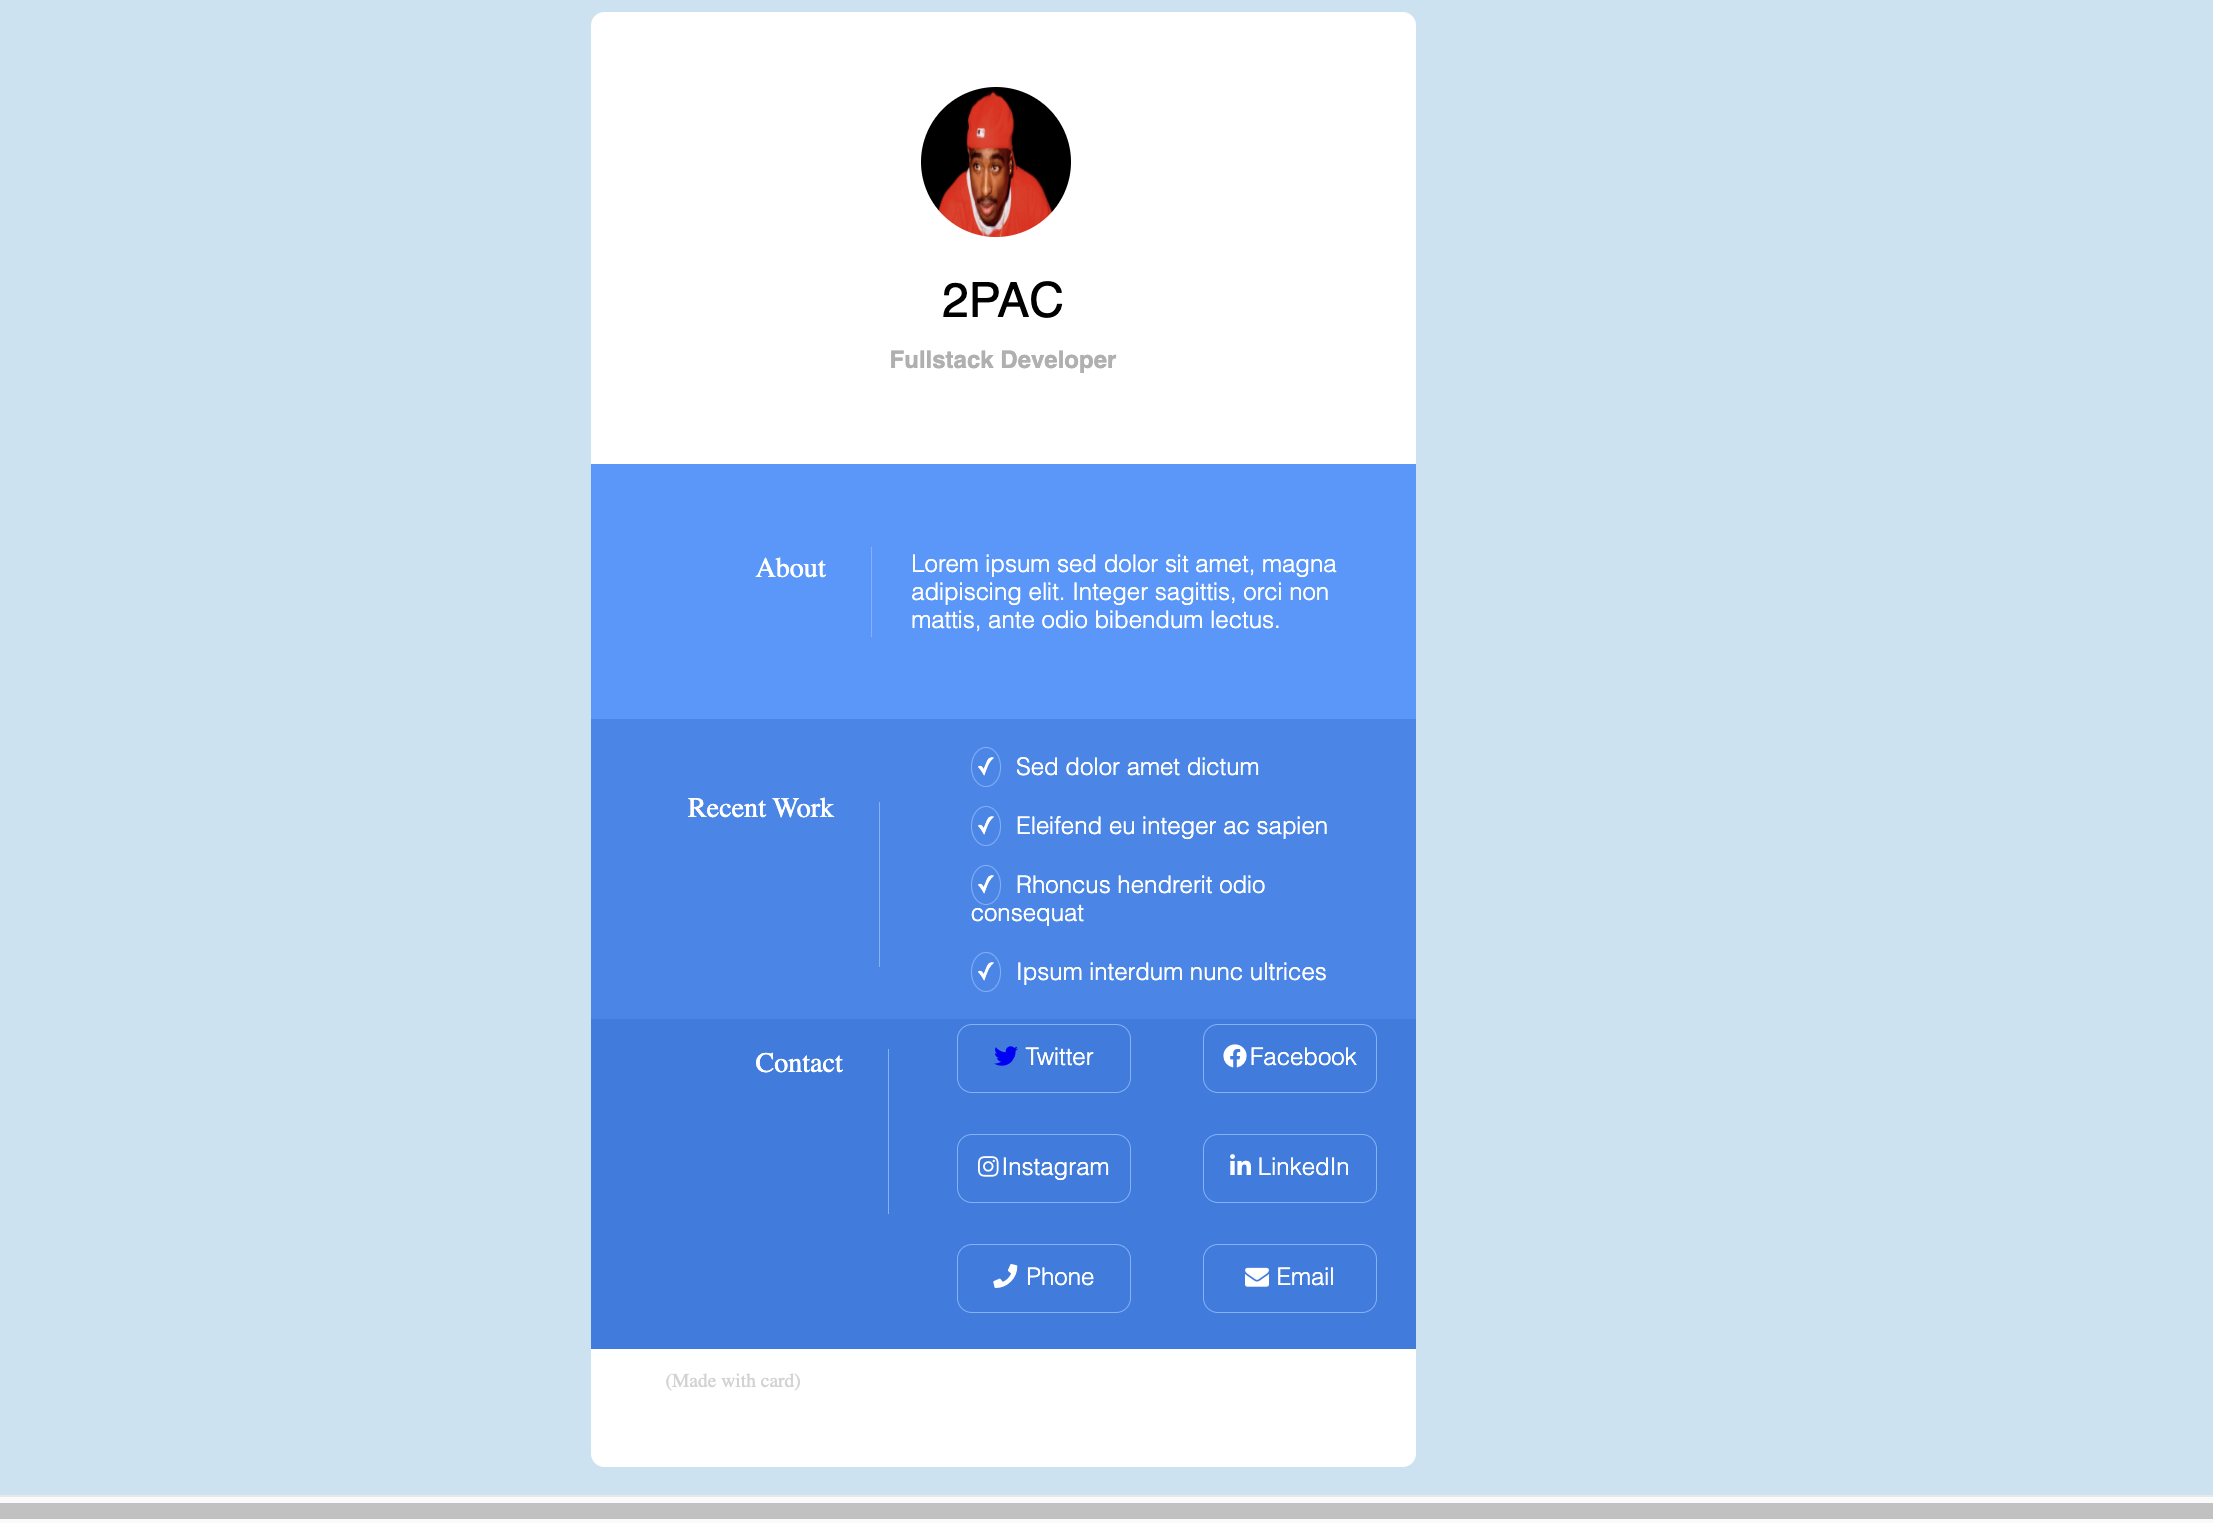 2PAC
Fullstack Developer
About
Lorem ipsum sed dolor sit amet, magna
adipiscing elit. Integer sagittis, orci non
mattis, ante odio bibendum lectus.
Recent Work
✓ Sed dolor amet dictum
✓ Eleifend eu integer ac sapien
✓ Rhoncus hendrerit odio
consequat
✓ Ipsum interdum nunc ultrices
Contact
Twitter
Facebook
Instagram
LinkedIn
Phone
Email
(Made with card)